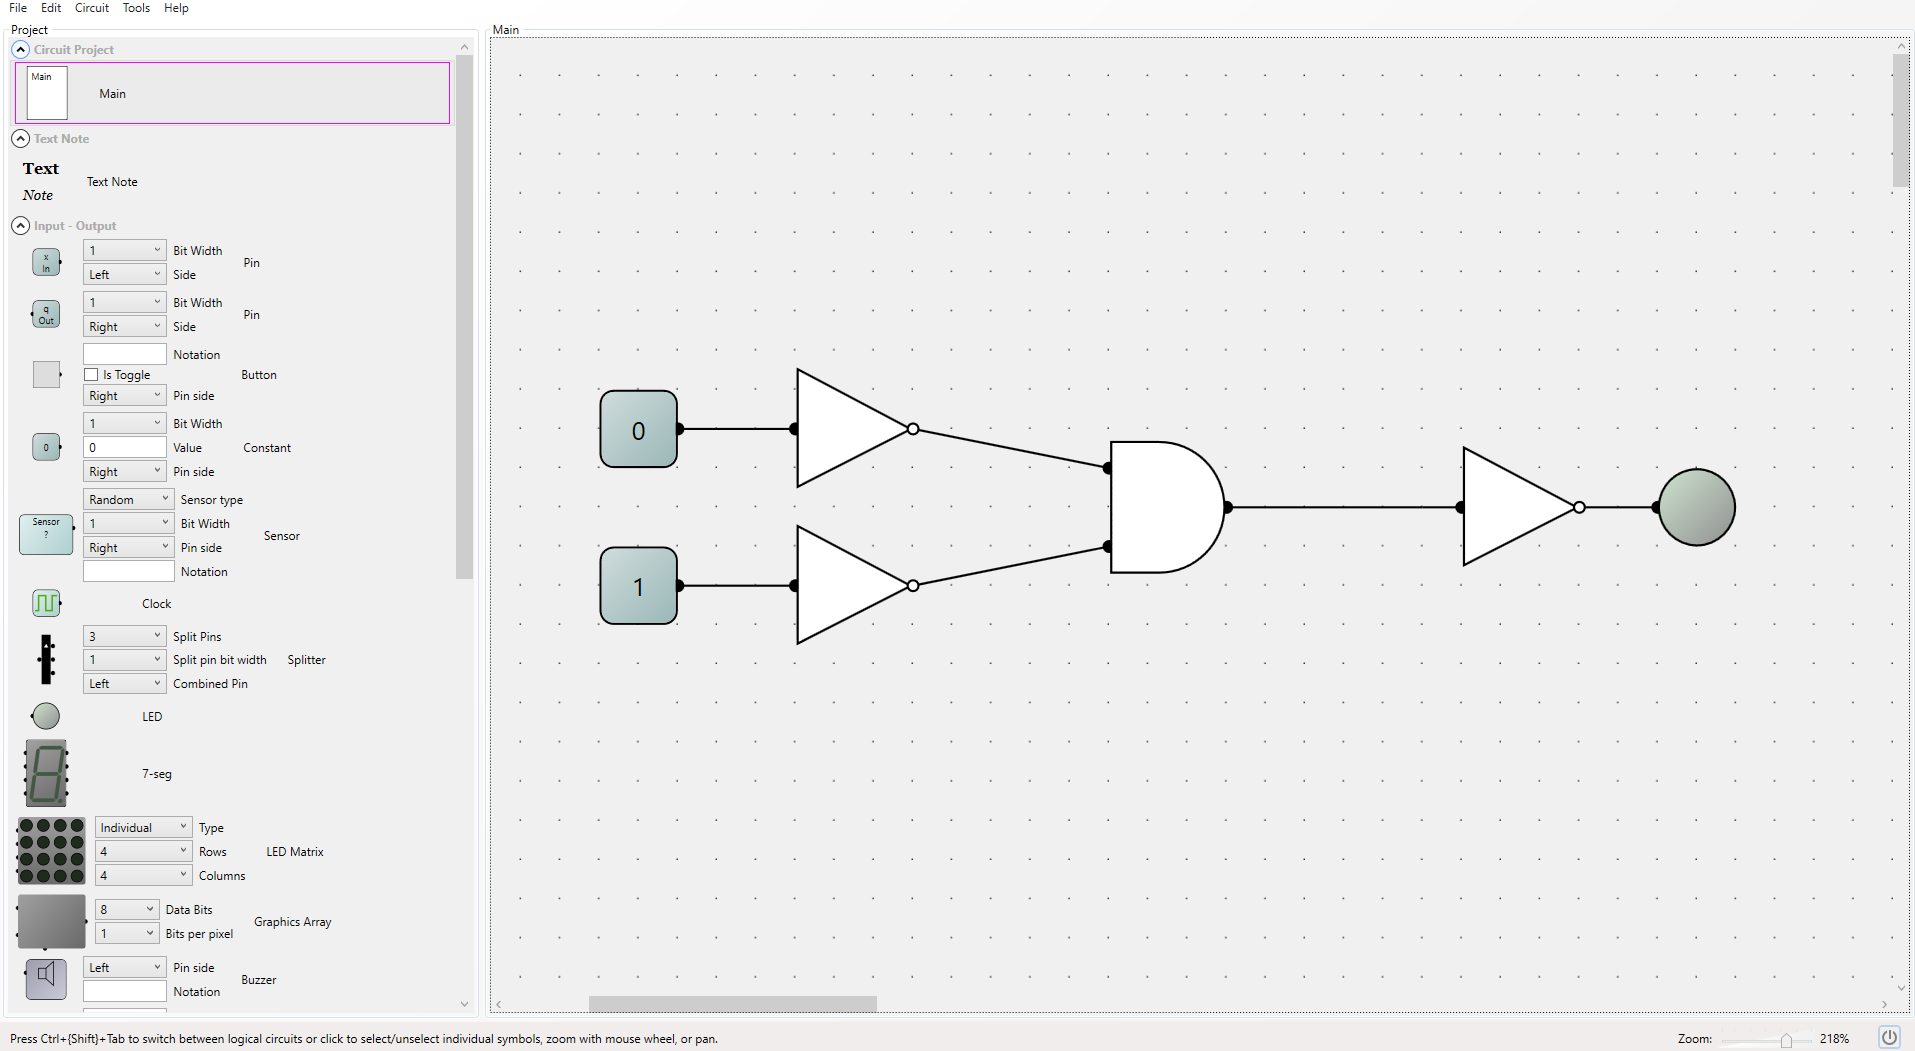 File Edit Circuit Tools Help
Project
Circuit Project
Main
Main
Text Note
Text
Note
Text Note
Input - Output
x
In
1
Bit Width
Left
Side
Pin
q
Out
1
Bit Width
Right
Side
Pin
Notation
Is Toggle
Button
Right
Pin side
1
Bit Width
0
0
Value
Constant
Right
Pin side
Random
Sensor type
Sensor
?
1
Bit Width
Right
Pin side
Sensor
Notation
Clock
3
Split Pins
1
Split pin bit width
Splitter
Left
Combined Pin
LED
7-seg
Individual
Type
4
Rows
LED Matrix
4
Columns
8
Data Bits
Graphics Array
1
Bits per pixel
Left
Pin side
Buzzer
Notation
Main
0
1
Press Ctrl+{Shift}+Tab to switch between logical circuits or click to select/unselect individual symbols, zoom with mouse wheel, or pan.
Zoom:
218%